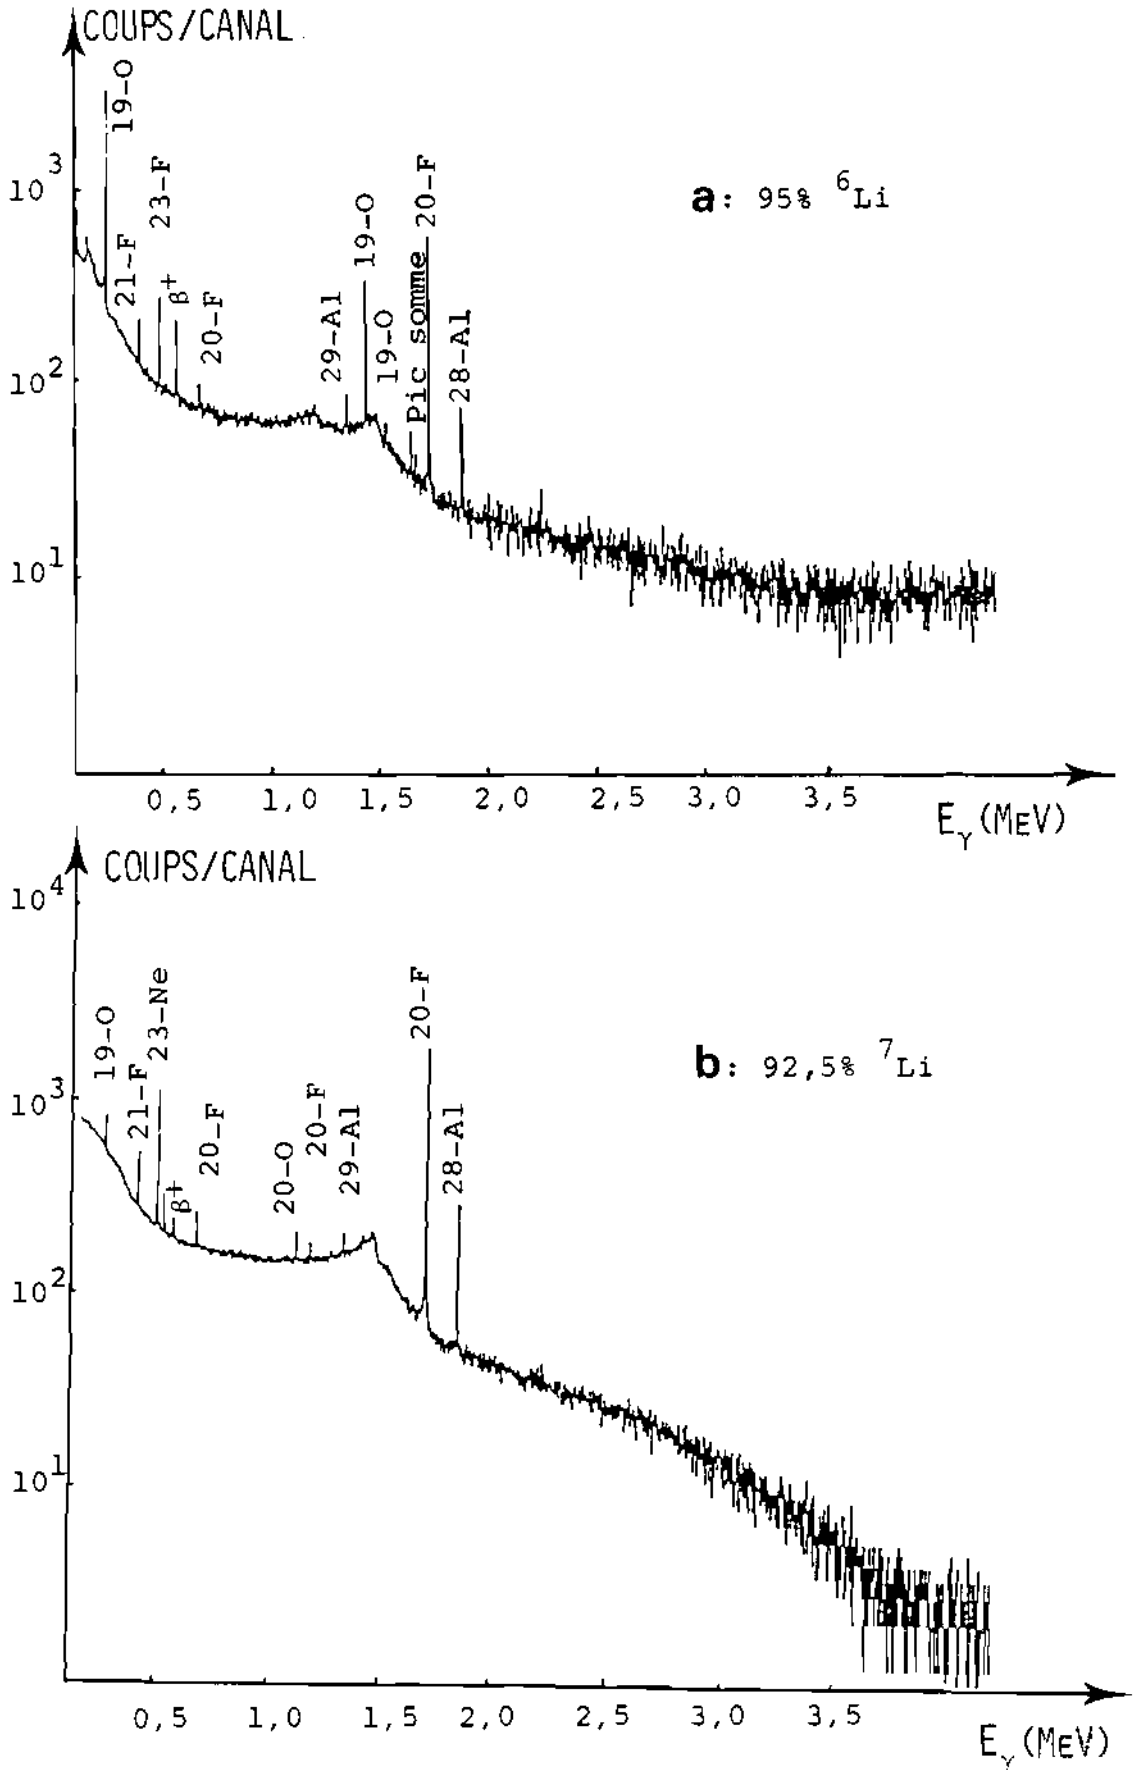 COUPS/CANAL
19-O
10³
21-F
23-F
β⁺
20-F
29-Al
19-O
19-O
Pic somme
20-F
28-Al
a: 95% ⁶Li
10²
10¹
0,5 1,0 1,5 2,0 2,5 3,0 3,5
Eγ (MeV)
COUPS/CANAL
10⁴
19-O
21-F
23-Ne
β⁺
20-F
20-O
20-F
29-Al
20-F
28-Al
b: 92,5% ⁷Li
10³
10²
10¹
0,5 1,0 1,5 2,0 2,5 3,0 3,5
Eγ (MeV)